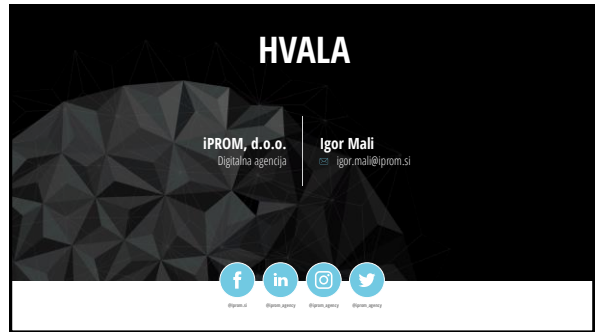 HVALA
iPROM, d.o.o.
Digitalna agencija
Igor Mali
igor.mali@iprom.si
@iprom.si
@iprom_agency
@iprom_agency
@iprom_agency